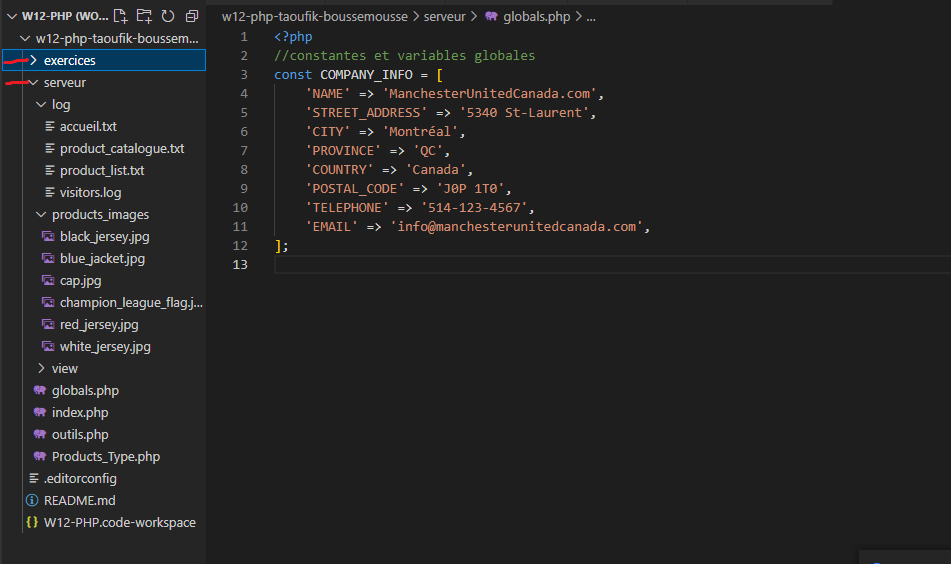 W12-PHP (WO...
w12-php-taoufik-boussem...
exercices
serveur
log
accueil.txt
product_catalogue.txt
product_list.txt
visitors.log
products_images
black_jersey.jpg
blue_jacket.jpg
cap.jpg
champion_league_flag.j...
red_jersey.jpg
white_jersey.jpg
view
globals.php
index.php
outils.php
Products_Type.php
.editorconfig
README.md
W12-PHP.code-workspace
w12-php-taoufik-boussemousse > serveur > globals.php > ...
1 <?php
2 //constantes et variables globales
3 const COMPANY_INFO = [
4 'NAME' => 'ManchesterUnitedCanada.com',
5 'STREET_ADDRESS' => '5340 St-Laurent',
6 'CITY' => 'Montréal',
7 'PROVINCE' => 'QC',
8 'COUNTRY' => 'Canada',
9 'POSTAL_CODE' => 'J0P 1T0',
10 'TELEPHONE' => '514-123-4567',
11 'EMAIL' => 'info@manchesterunitedcanada.com',
12 ];
13